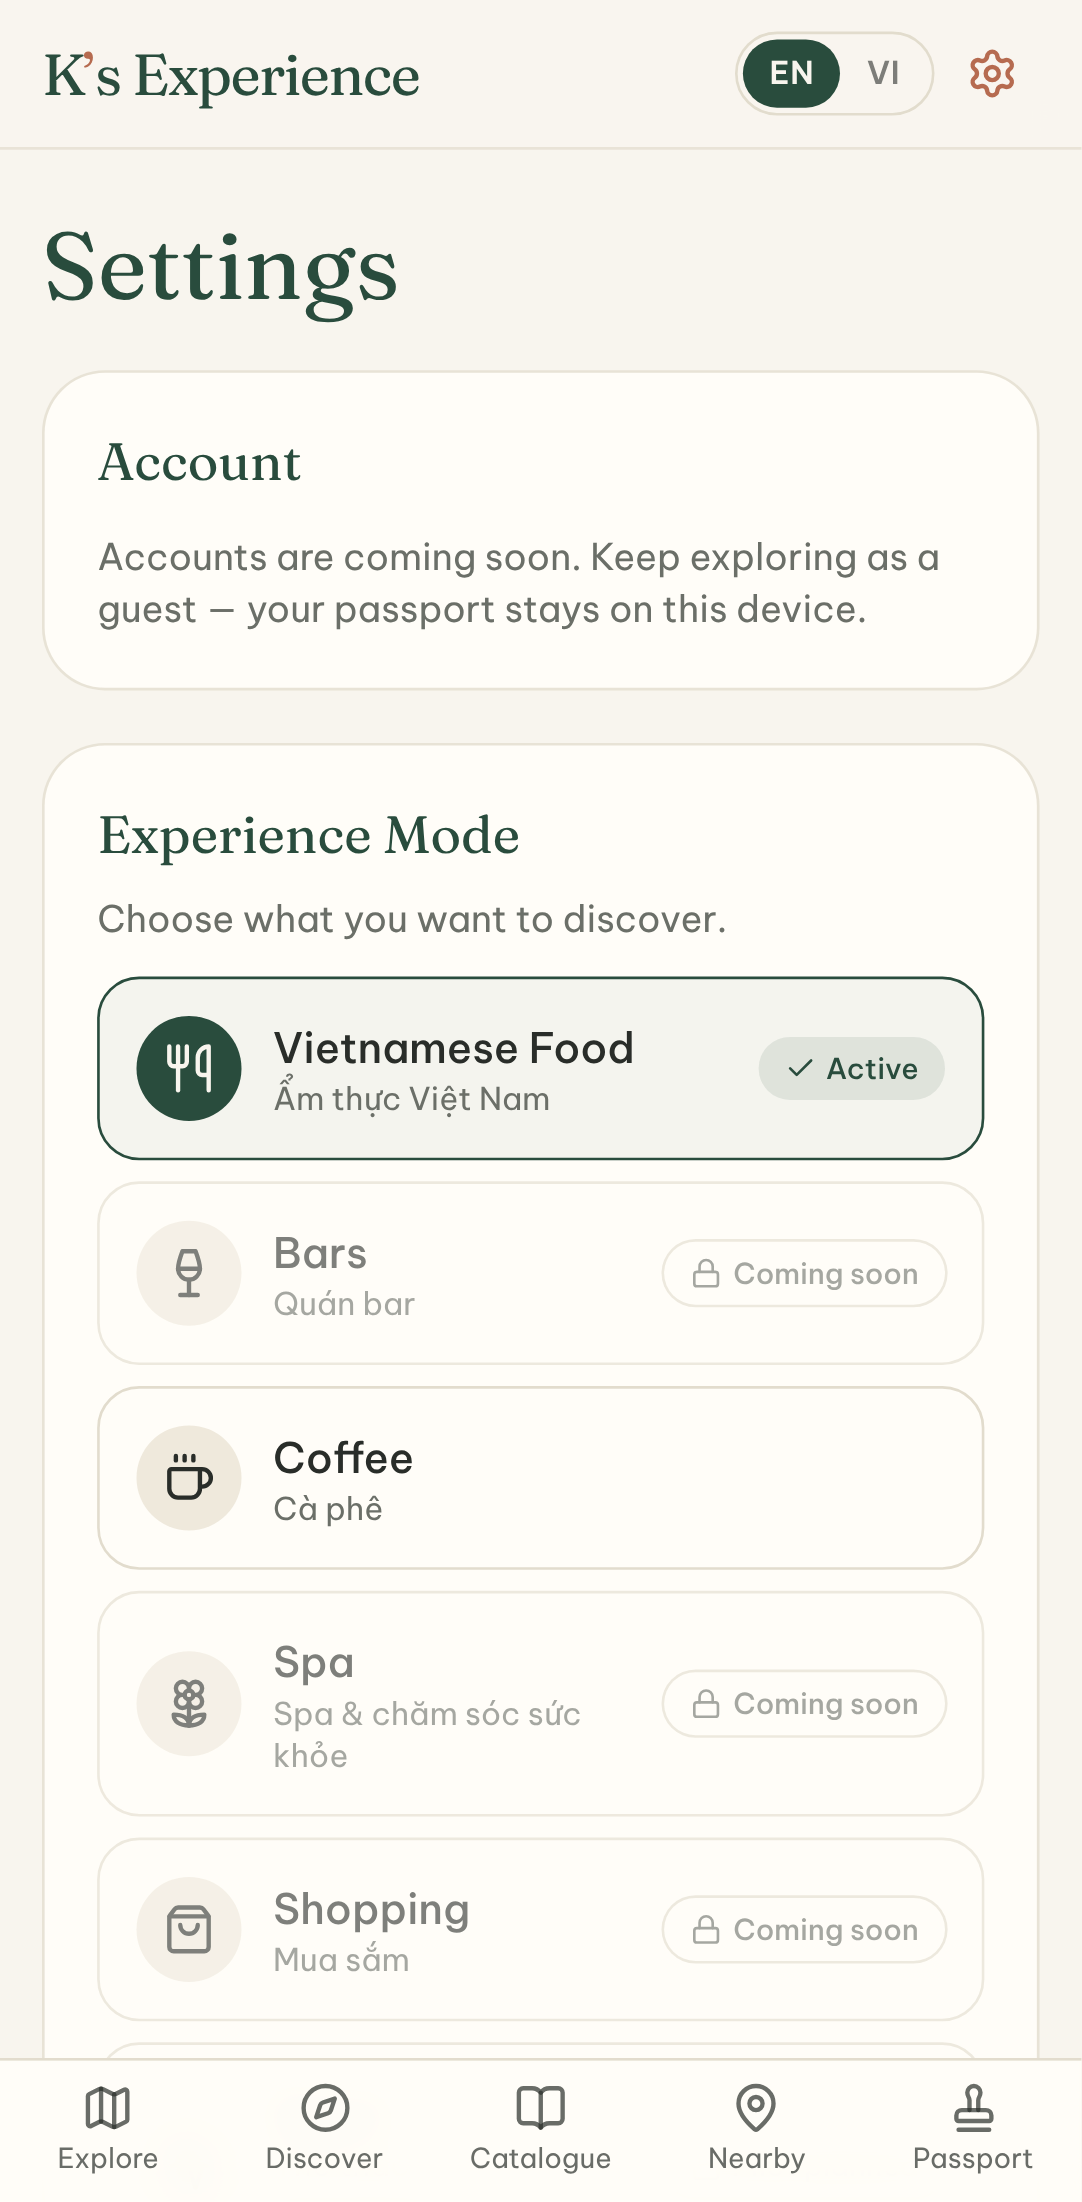 K's Experience
EN
VI
Settings
Account
Accounts are coming soon. Keep exploring as a
guest — your passport stays on this device.
Experience Mode
Choose what you want to discover.
Vietnamese Food
Ẩm thực Việt Nam
Active
Bars
Quán bar
Coming soon
Coffee
Cà phê
Spa
Spa & chăm sóc sức
khỏe
Coming soon
Shopping
Mua sắm
Coming soon
Explore
Discover
Catalogue
Nearby
Passport